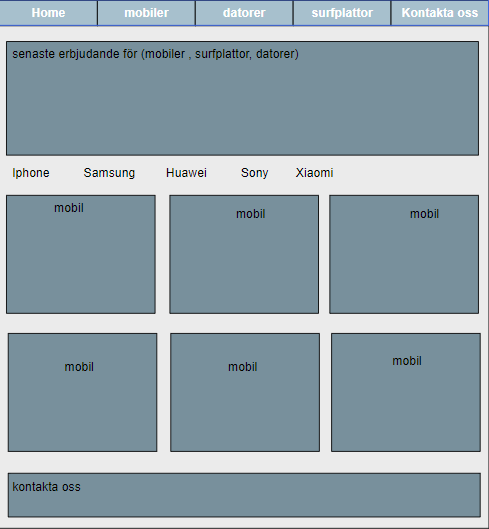 Home mobiler datorer surfplattor Kontakta oss
senaste erbjudande för (mobiler , surfplattor, datorer)
Iphone Samsung Huawei Sony Xiaomi
mobil mobil mobil
mobil mobil mobil
kontakta oss